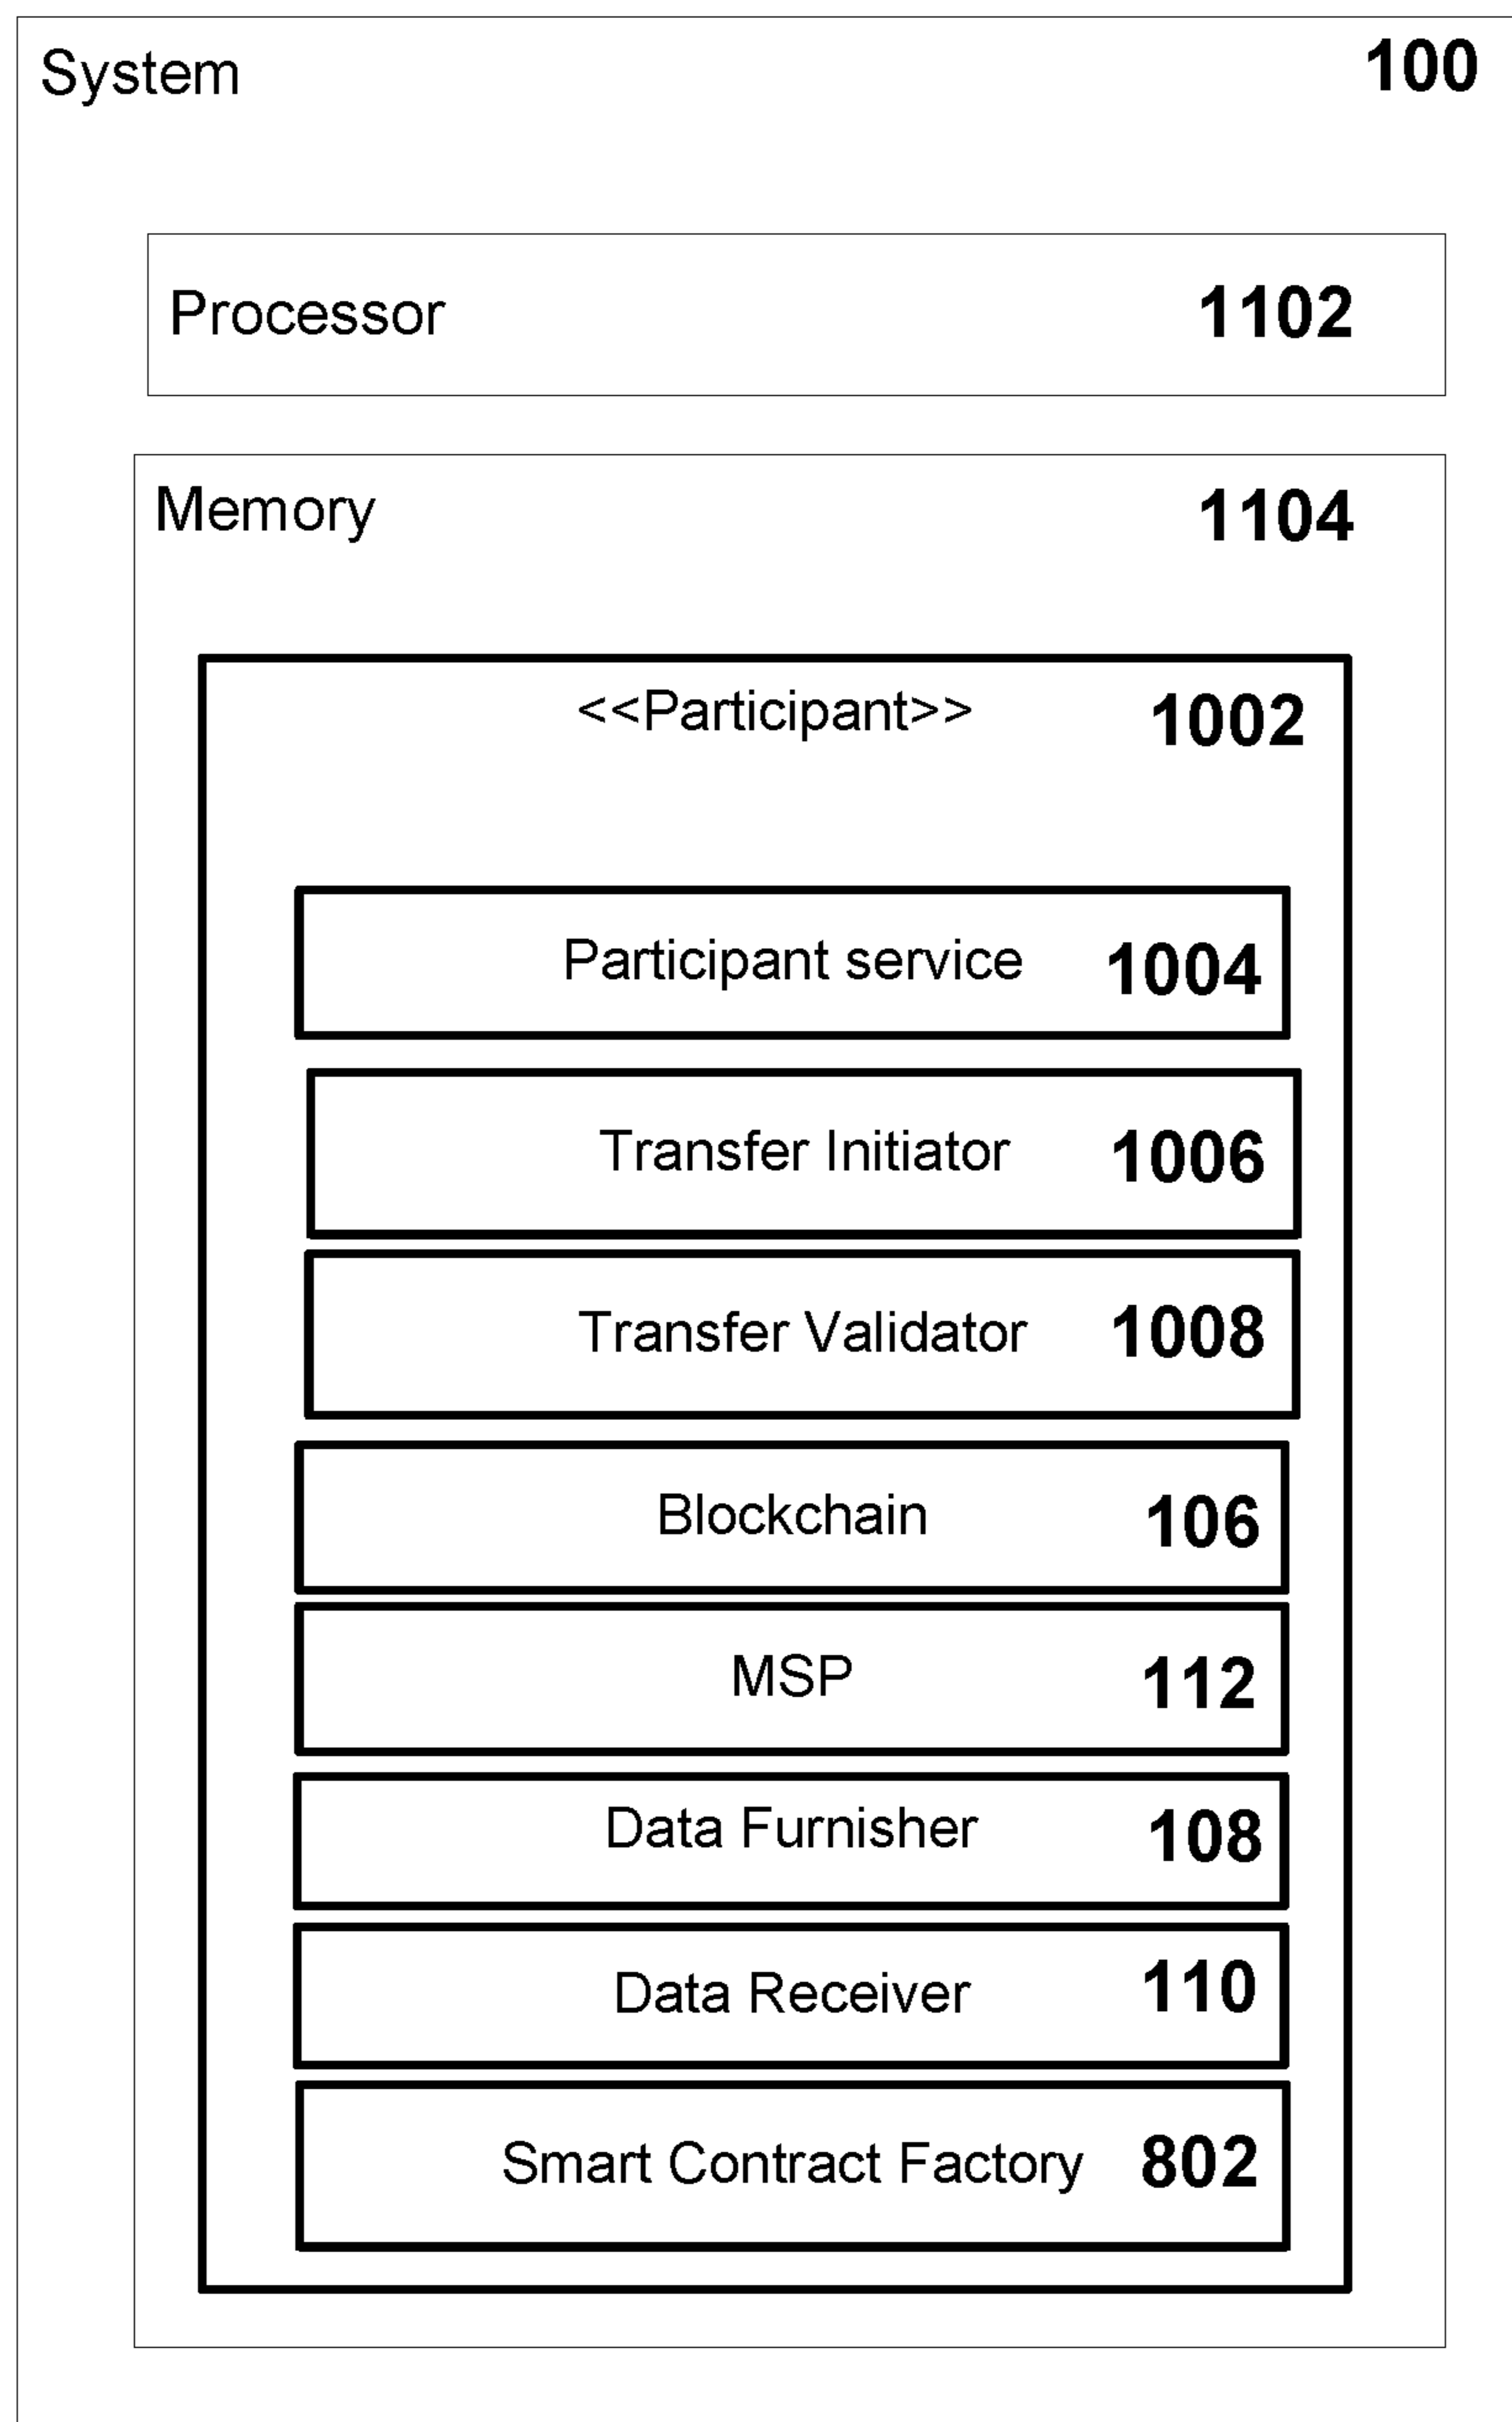 System 100
Processor 1102
Memory 1104
<<Participant>> 1002
Participant service 1004
Transfer Initiator 1006
Transfer Validator 1008
Blockchain 106
MSP 112
Data Furnisher 108
Data Receiver 110
Smart Contract Factory 802